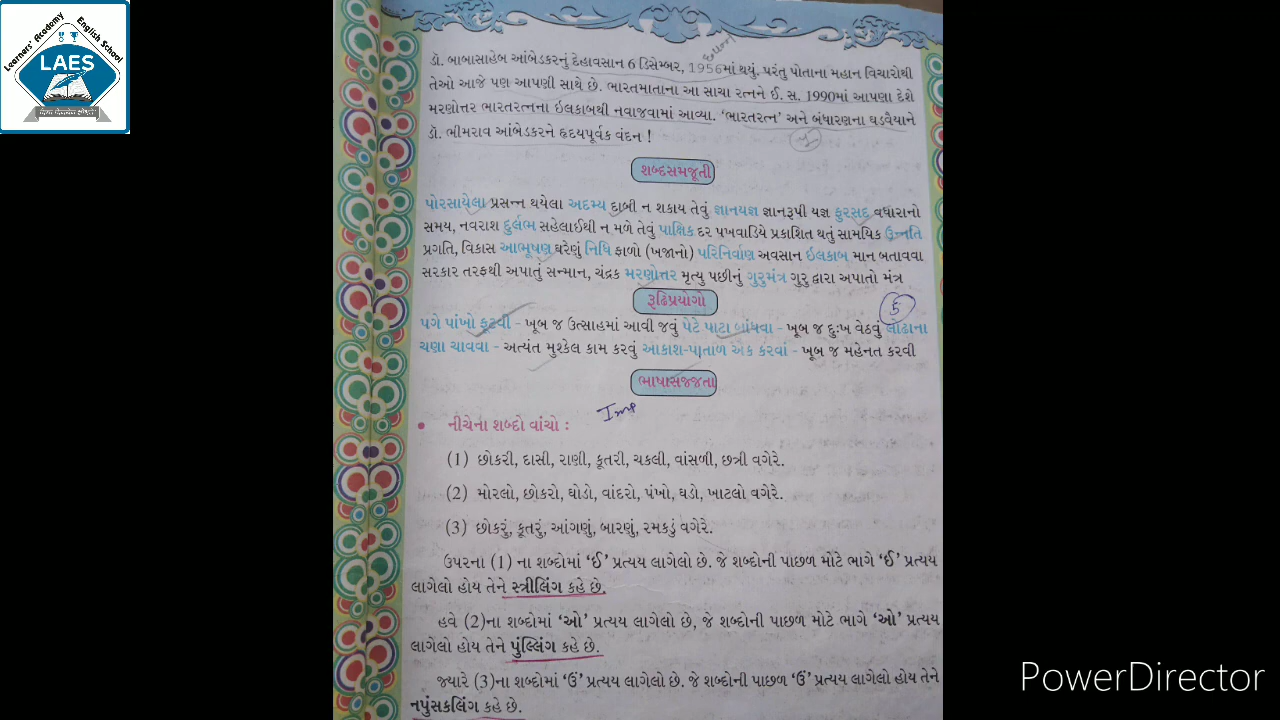 Learners' Academy English School
LAES
ડૉ. બાબાસાહેબ આંબેડકરનું દેહાવસાન 6 ડિસેમ્બર, 1956માં થયું. પરંતુ પોતાના મહાન વિચારોથી
તેઓ આજે પણ આપણી સાથે છે. ભારતમાતાના આ સાચા રત્નને ઈ. સ. 1990માં આપણા દેશે
મરણોત્તર ભારતરત્નના ઇલકાબથી નવાજવામાં આવ્યા. ‘ભારતરત્ન’ અને બંધારણના ઘડવૈયાને
ડૉ. ભીમરાવ આંબેડકરને હૃદયપૂર્વક વંદન !
શબ્દસમજૂતી
પોરસાયેલા પ્રસન્ન થયેલા અદમ્ય દાબી ન શકાય તેવું જ્ઞાનયજ્ઞ જ્ઞાનરૂપી યજ્ઞ ફુરસદ વધારાનો
સમય, નવરાશ દુર્લભ સહેલાઈથી ન મળે તેવું પાક્ષિક દર પખવાડિયે પ્રકાશિત થતું સામયિક ઉન્નતિ
પ્રગતિ, વિકાસ આભૂષણ ઘરેણું નિધિ ફાળો (ખજાનો) પરિનિર્વાણ અવસાન ઈલકાબ માન બતાવવા
સરકાર તરફથી અપાતું સન્માન, ચંદ્રક મરણોત્તર મૃત્યુ પછીનું ગુરુમંત્ર ગુરુ દ્વારા અપાતો મંત્ર
રૂઢિપ્રયોગો
પગે પાંખો ફૂટવી - ખૂબ જ ઉત્સાહમાં આવી જવું પેટે પાટા બાંધવા - ખૂબ જ દુઃખ વેઠવું લોઢાના
ચણા ચાવવા - અત્યંત મુશ્કેલ કામ કરવું આકાશ-પાતાળ એક કરવાં - ખૂબ જ મહેનત કરવી
ભાષાસજ્જતા
Imp
• નીચેના શબ્દો વાંચો :
(1) છોકરી, દાસી, રાણી, કૂતરી, ચકલી, વાંસળી, છત્રી વગેરે.
(2) મોરલો, છોકરો, ઘોડો, વાંદરો, પંખો, ઘડો, ખાટલો વગેરે.
(3) છોકરું, કૂતરું, આંગણું, બારણું, રમકડું વગેરે.
ઉપરના (1) ના શબ્દોમાં ‘ઈ’ પ્રત્યય લાગેલો છે. જે શબ્દોની પાછળ મોટે ભાગે ‘ઈ’ પ્રત્યય
લાગેલો હોય તેને સ્ત્રીલિંગ કહે છે.
હવે (2)ના શબ્દોમાં ‘ઓ’ પ્રત્યય લાગેલો છે, જે શબ્દોની પાછળ મોટે ભાગે ‘ઓ’ પ્રત્યય
લાગેલો હોય તેને પુંલ્લિંગ કહે છે.
જ્યારે (3)ના શબ્દોમાં ‘ઉં’ પ્રત્યય લાગેલો છે. જે શબ્દોની પાછળ ‘ઉં’ પ્રત્યય લાગેલો હોય તેને
નપુંસકલિંગ કહે છે.
PowerDirector